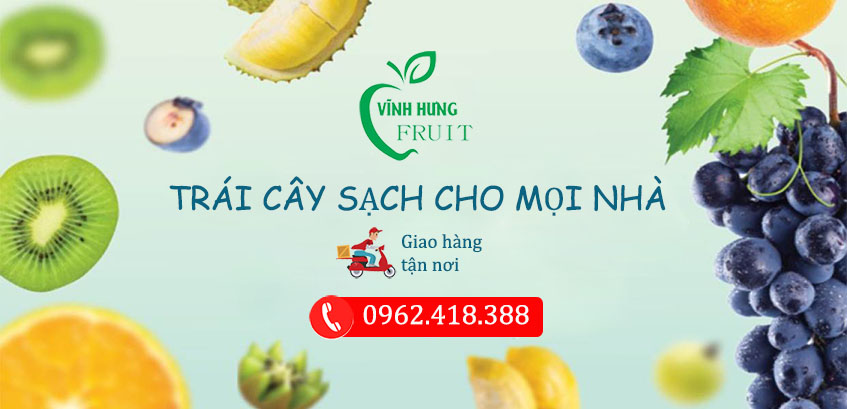 VĨNH HƯNG
FRUIT
TRÁI CÂY SẠCH CHO MỌI NHÀ
Giao hàng
tận nơi
0962.418.388